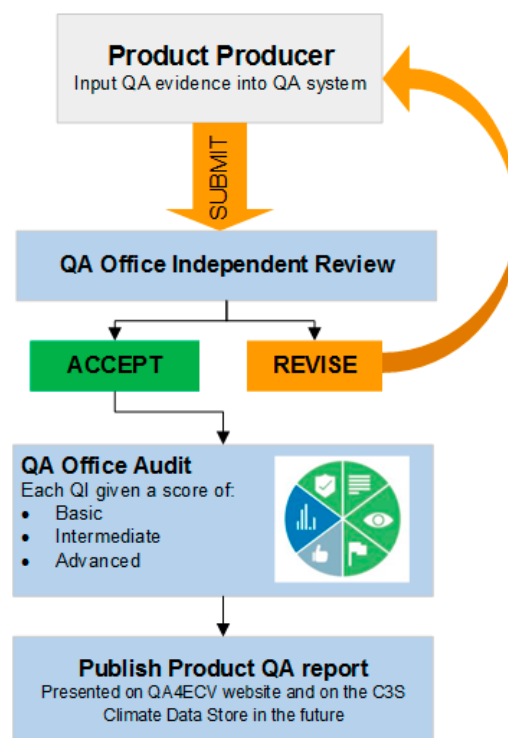 Product Producer
Input QA evidence into QA system
SUBMIT
QA Office Independent Review
ACCEPT
REVISE
QA Office Audit
Each QI given a score of:
• Basic
• Intermediate
• Advanced
Publish Product QA report
Presented on QA4ECV website and on the C3S
Climate Data Store in the future